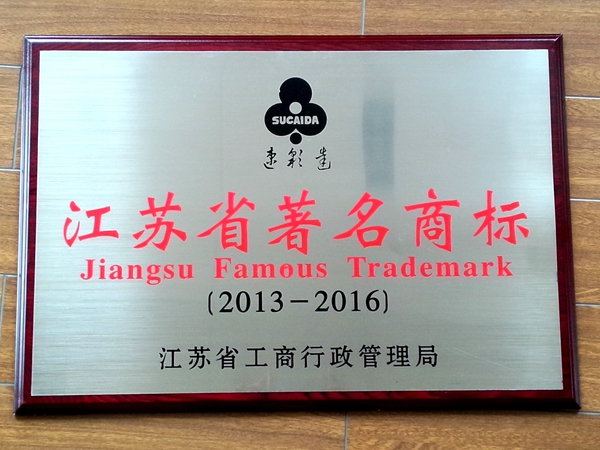 SUCAIDA
速彩达
江苏省著名商标
Jiangsu Famous Trademark
(2013-2016)
江苏省工商行政管理局